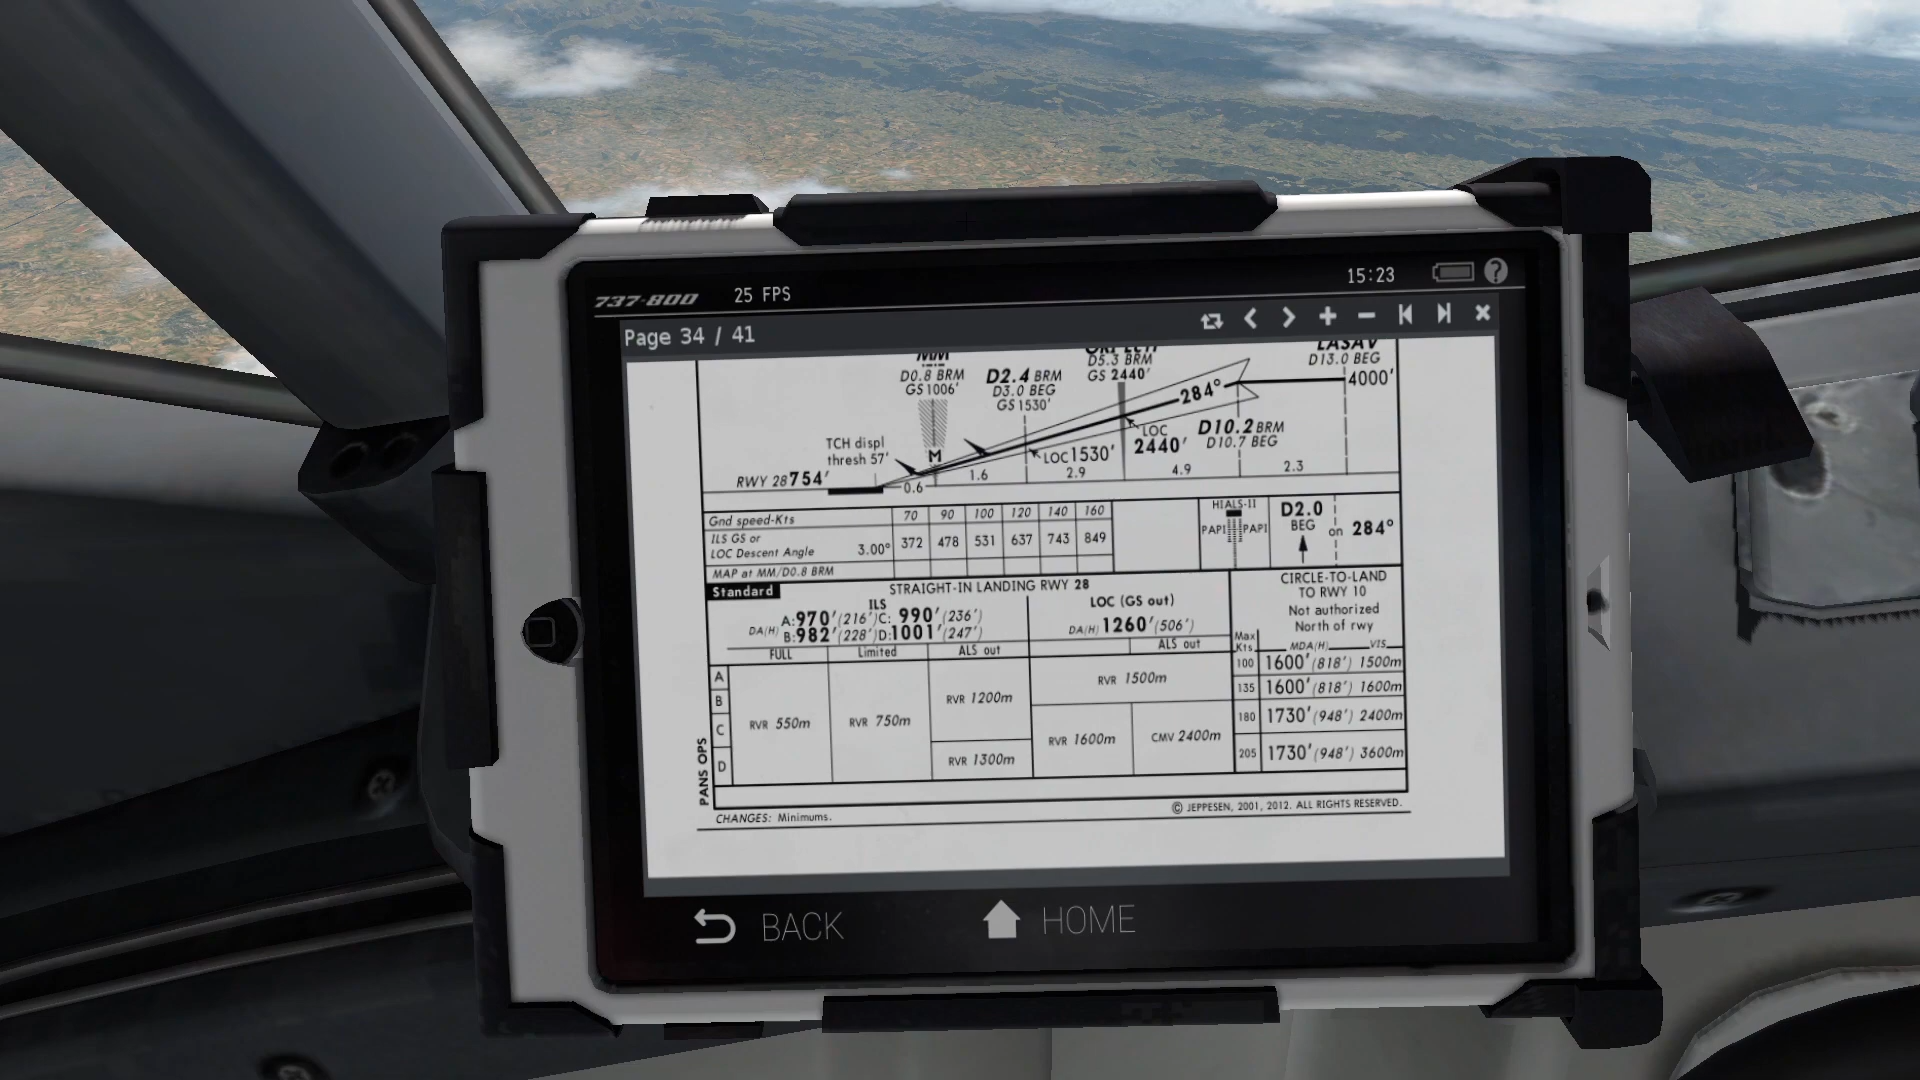 737-800 25 FPS 15:23
Page 34 / 41
MM
D0.8 BRM
GS 1006'
D2.4 BRM
D3.0 BEG
GS 1530'
D5.3 BRM
GS 2440'
LASAV
D13.0 BEG
4000'
284°
TCH displ
thresh 57'
M
LOC 1530'
LOC
2440'
D10.2 BRM
D10.7 BEG
RWY 28 754'
0.6 1.6 2.9 4.9 2.3
Gnd speed-Kts 70 90 100 120 140 160
ILS GS or
LOC Descent Angle 3.00° 372 478 531 637 743 849
MAP at MM/D0.8 BRM
HIALS-II
PAPI PAPI
D2.0
BEG
on 284°
Standard STRAIGHT-IN LANDING RWY 28
ILS
DA(H) A: 970' (216') C: 990' (236')
B: 982' (228') D: 1001' (247')
LOC (GS out)
DA(H) 1260' (506')
FULL Limited ALS out ALS out
A
B
C
D
RVR 550m RVR 750m RVR 1200m RVR 1500m
RVR 1300m RVR 1600m CMV 2400m
CIRCLE-TO-LAND
TO RWY 10
Not authorized
North of rwy
Max
Kts MDA(H) VIS
100 1600' (818') 1500m
135 1600' (818') 1600m
180 1730' (948') 2400m
205 1730' (948') 3600m
PANS OPS
CHANGES: Minimums. © JEPPESEN, 2001, 2012. ALL RIGHTS RESERVED.
BACK HOME